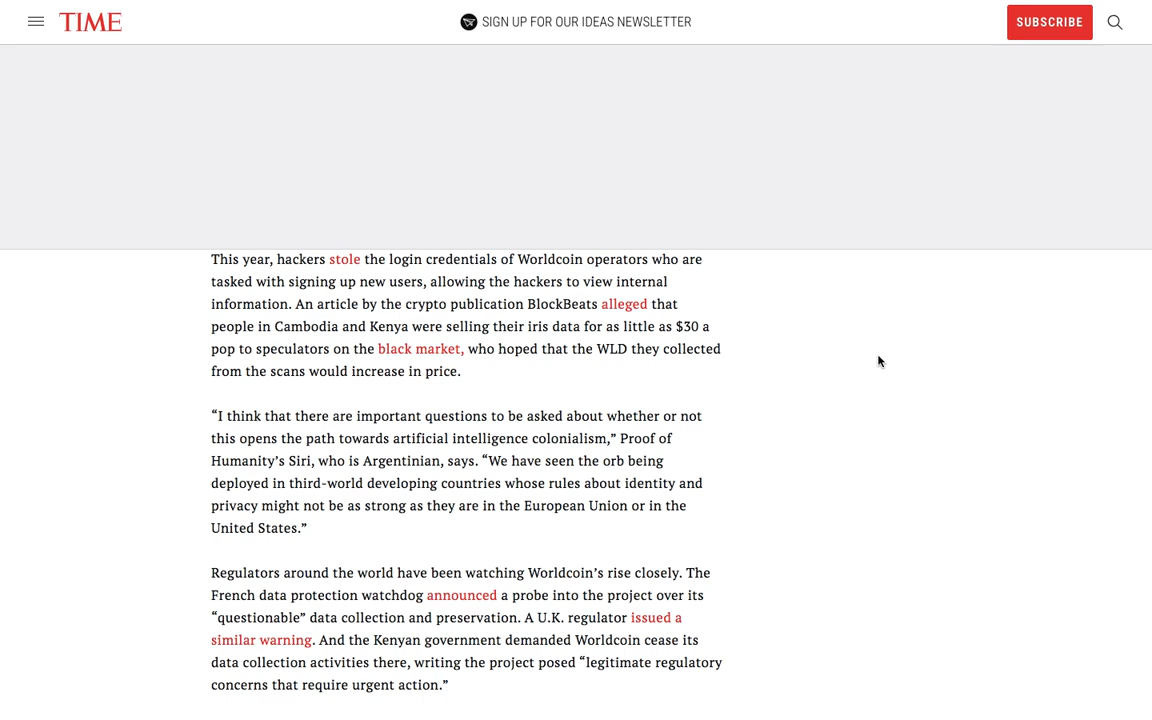 TIME
SIGN UP FOR OUR IDEAS NEWSLETTER
SUBSCRIBE
This year, hackers stole the login credentials of Worldcoin operators who are
tasked with signing up new users, allowing the hackers to view internal
information. An article by the crypto publication BlockBeats alleged that
people in Cambodia and Kenya were selling their iris data for as little as $30 a
pop to speculators on the black market, who hoped that the WLD they collected
from the scans would increase in price.
“I think that there are important questions to be asked about whether or not
this opens the path towards artificial intelligence colonialism,” Proof of
Humanity’s Siri, who is Argentinian, says. “We have seen the orb being
deployed in third-world developing countries whose rules about identity and
privacy might not be as strong as they are in the European Union or in the
United States.”
Regulators around the world have been watching Worldcoin’s rise closely. The
French data protection watchdog announced a probe into the project over its
“questionable” data collection and preservation. A U.K. regulator issued a
similar warning. And the Kenyan government demanded Worldcoin cease its
data collection activities there, writing the project posed “legitimate regulatory
concerns that require urgent action.”